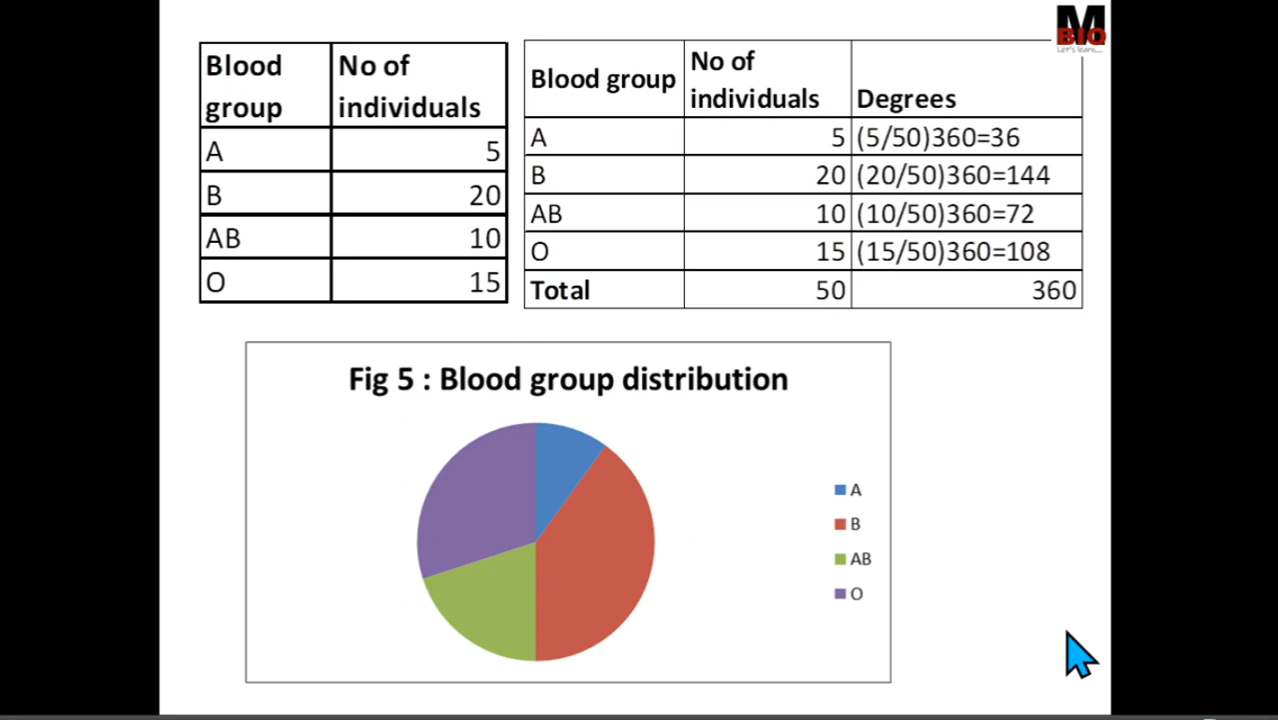 M
BIO
Let's learn....
Blood group No of individuals
A 5
B 20
AB 10
O 15
Blood group No of individuals Degrees
A 5 (5/50)360=36
B 20 (20/50)360=144
AB 10 (10/50)360=72
O 15 (15/50)360=108
Total 50 360
Fig 5 : Blood group distribution
A
B
AB
O